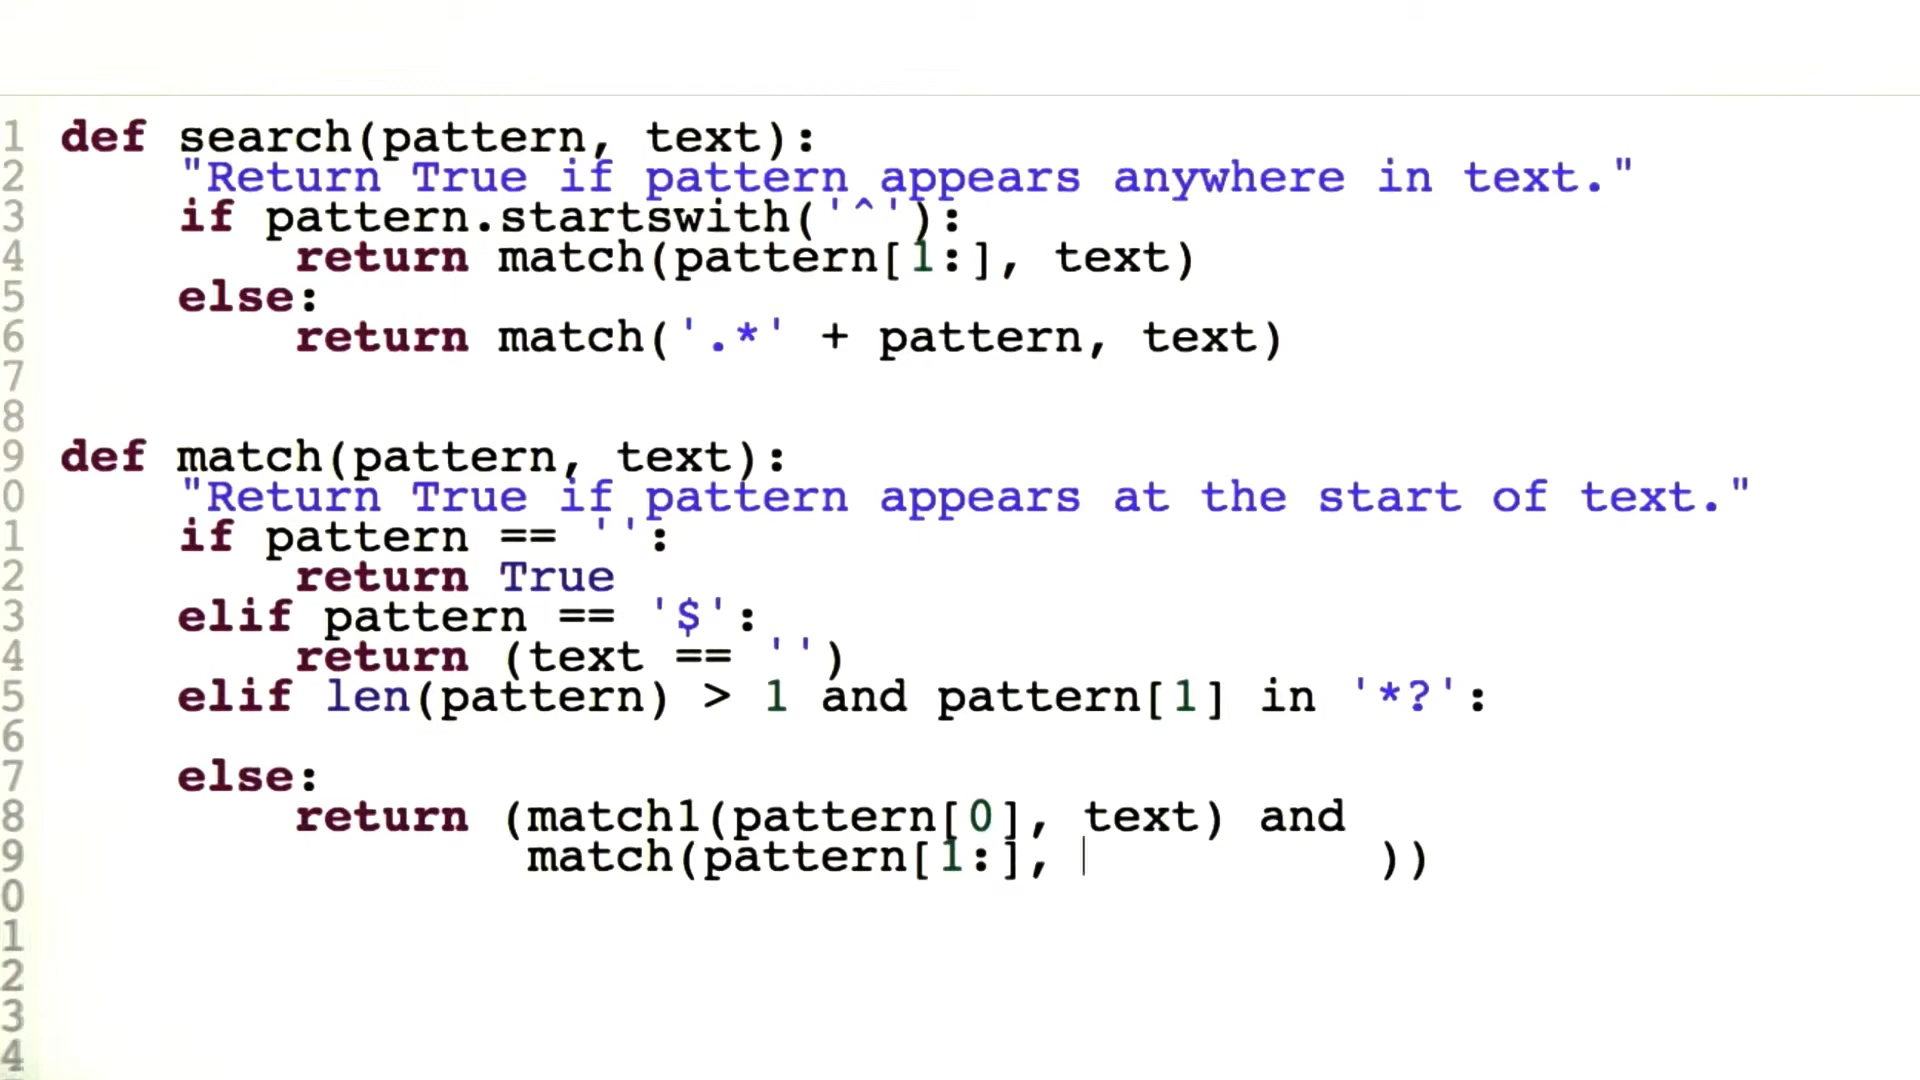 1 def search(pattern, text):
2 "Return True if pattern appears anywhere in text."
3 if pattern.startswith('^'):
4 return match(pattern[1:], text)
5 else:
6 return match('.*' + pattern, text)
7
8
9 def match(pattern, text):
0 "Return True if pattern appears at the start of text."
1 if pattern == '':
2 return True
3 elif pattern == '$':
4 return (text == '')
5 elif len(pattern) > 1 and pattern[1] in '*?':
6
7 else:
8 return (match1(pattern[0], text) and
9 match(pattern[1:], ))
0
1
2
3
4